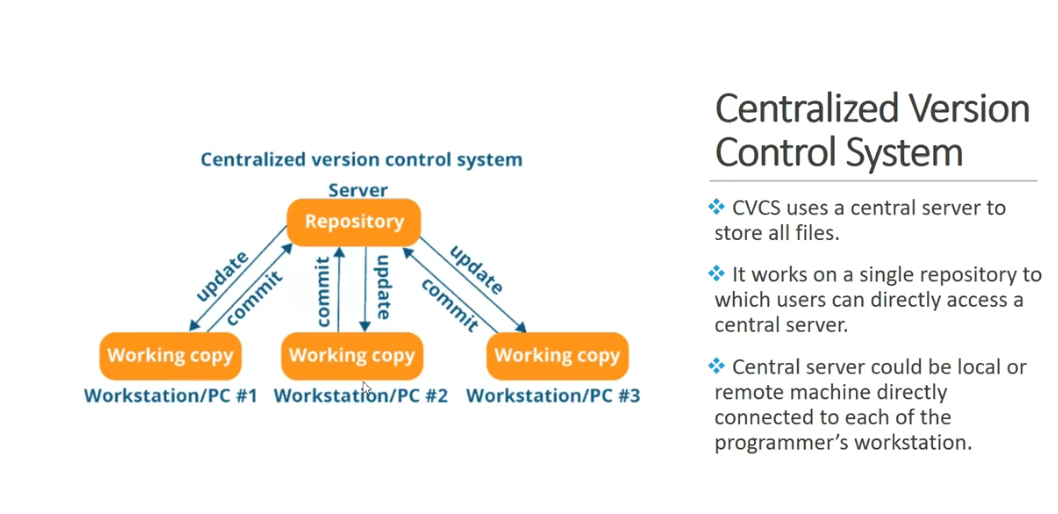 Centralized Version
Control System
Centralized version control system
Server
Repository
update
commit
commit
update
update
commit
Working copy
Working copy
Working copy
Workstation/PC #1
Workstation/PC #2
Workstation/PC #3
❖ CVCS uses a central server to
store all files.
❖ It works on a single repository to
which users can directly access a
central server.
❖ Central server could be local or
remote machine directly
connected to each of the
programmer’s workstation.